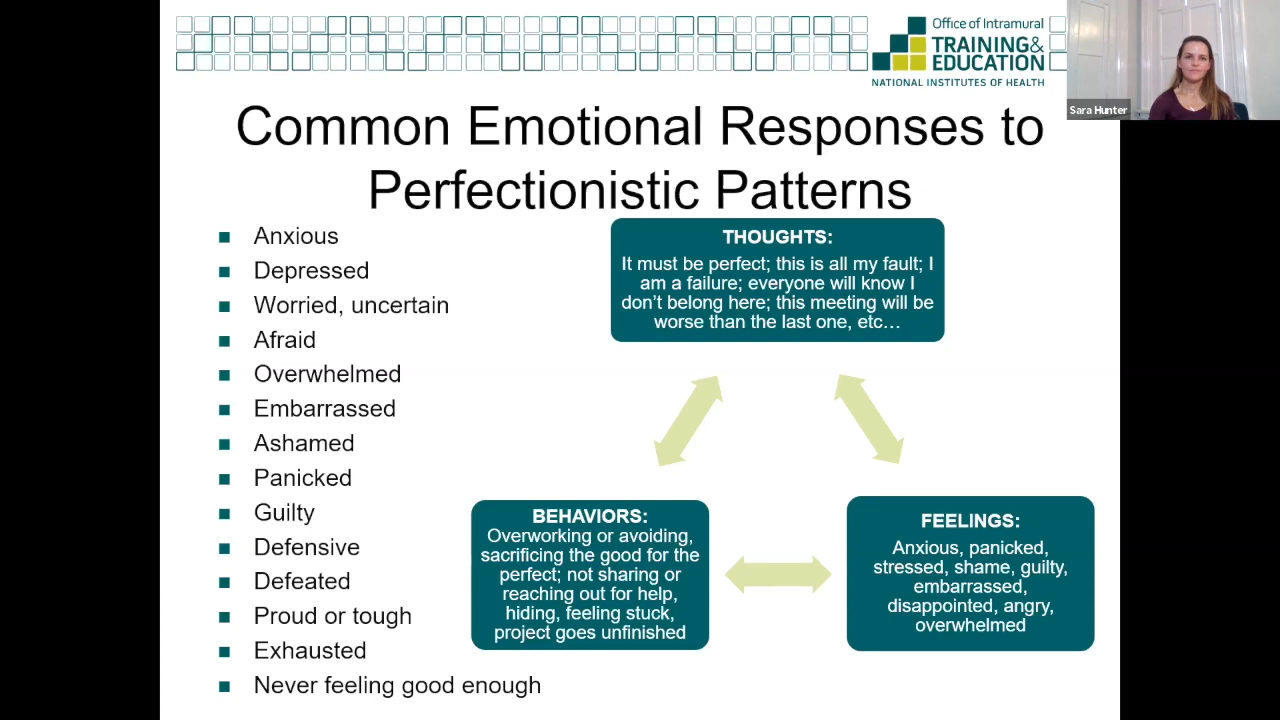 Office of Intramural
TRAINING&
EDUCATION
NATIONAL INSTITUTES OF HEALTH
Sara Hunter
Common Emotional Responses to
Perfectionistic Patterns
Anxious
Depressed
Worried, uncertain
Afraid
Overwhelmed
Embarrassed
Ashamed
Panicked
Guilty
Defensive
Defeated
Proud or tough
Exhausted
Never feeling good enough
THOUGHTS:
It must be perfect; this is all my fault; I
am a failure; everyone will know I
don't belong here; this meeting will be
worse than the last one, etc…
BEHAVIORS:
Overworking or avoiding,
sacrificing the good for the
perfect; not sharing or
reaching out for help,
hiding, feeling stuck,
project goes unfinished
FEELINGS:
Anxious, panicked,
stressed, shame, guilty,
embarrassed,
disappointed, angry,
overwhelmed